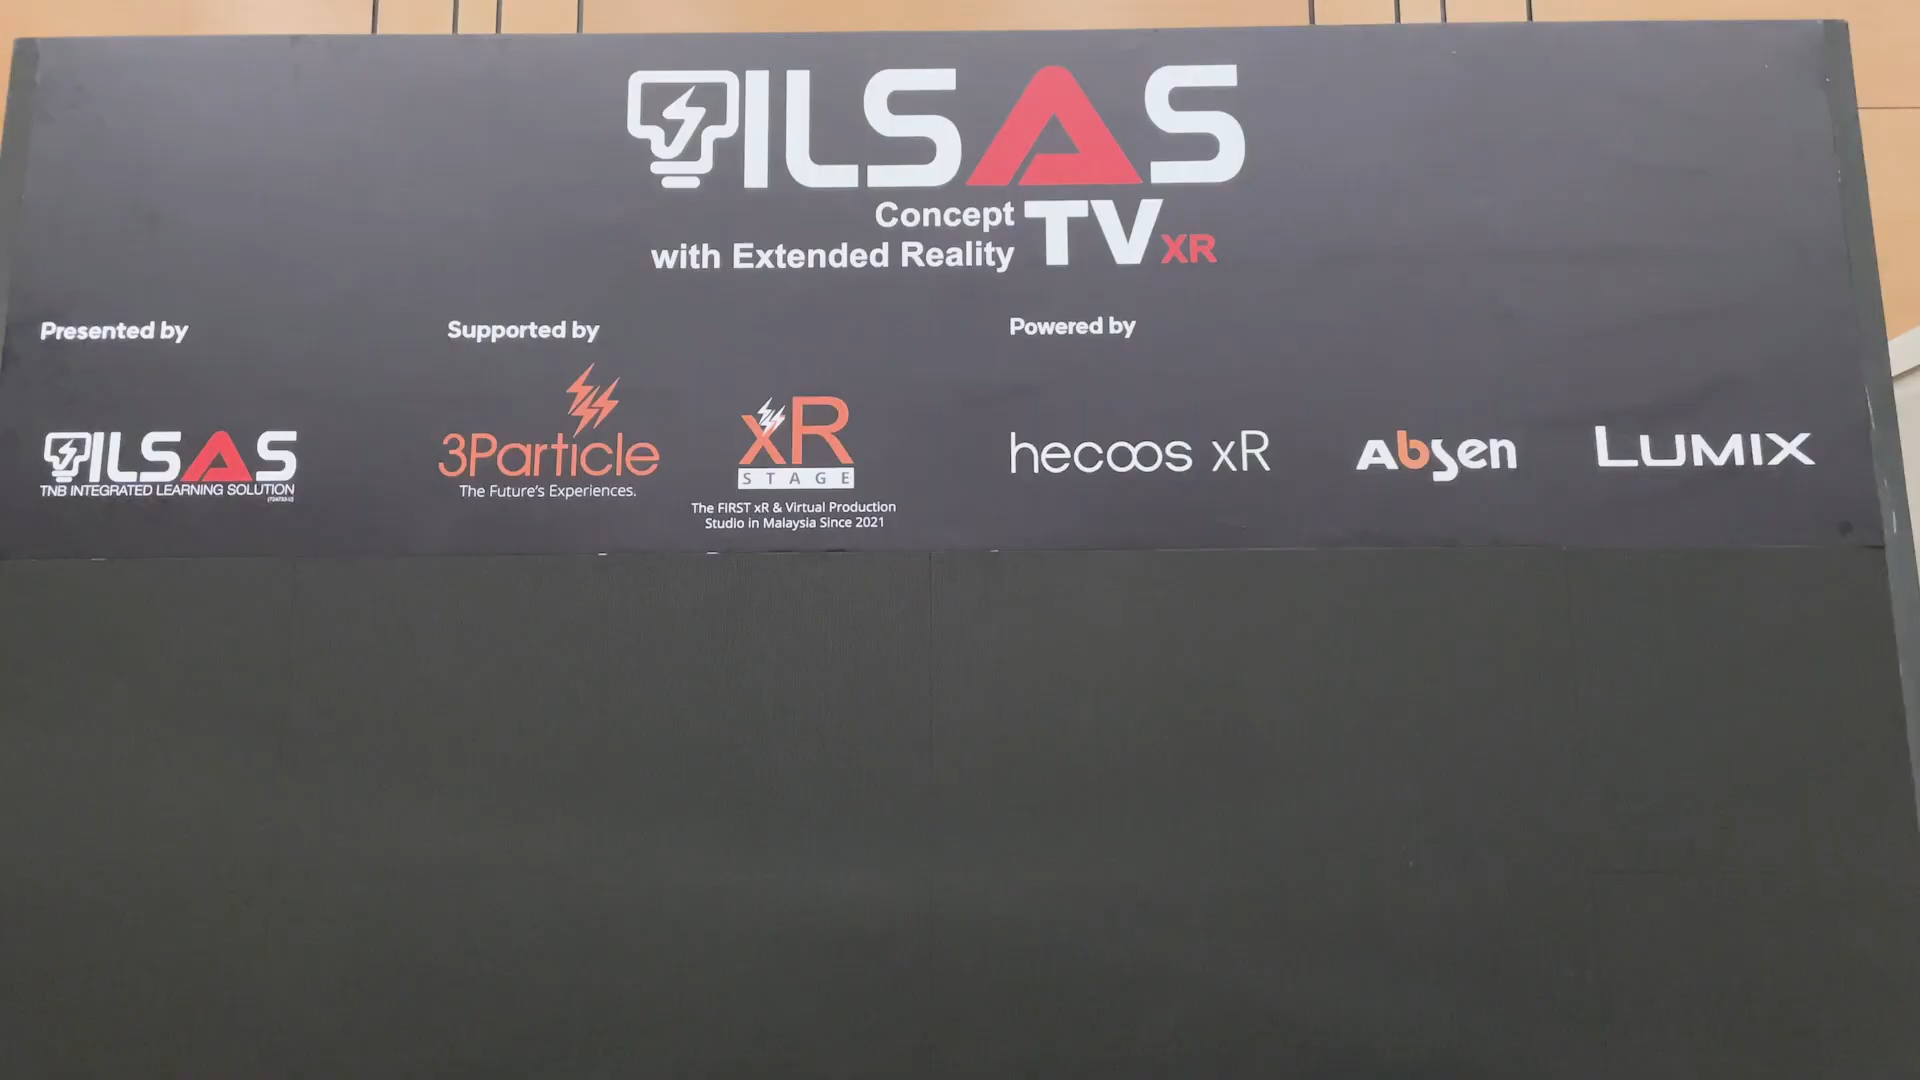 ILSAS
Concept TV XR
with Extended Reality
Presented by
Supported by
Powered by
ILSAS
TNB INTEGRATED LEARNING SOLUTION
3Particle
The Future's Experiences.
xR
STAGE
The FIRST xR & Virtual Production
Studio in Malaysia Since 2021
hecoos xR
Absen
LUMIX